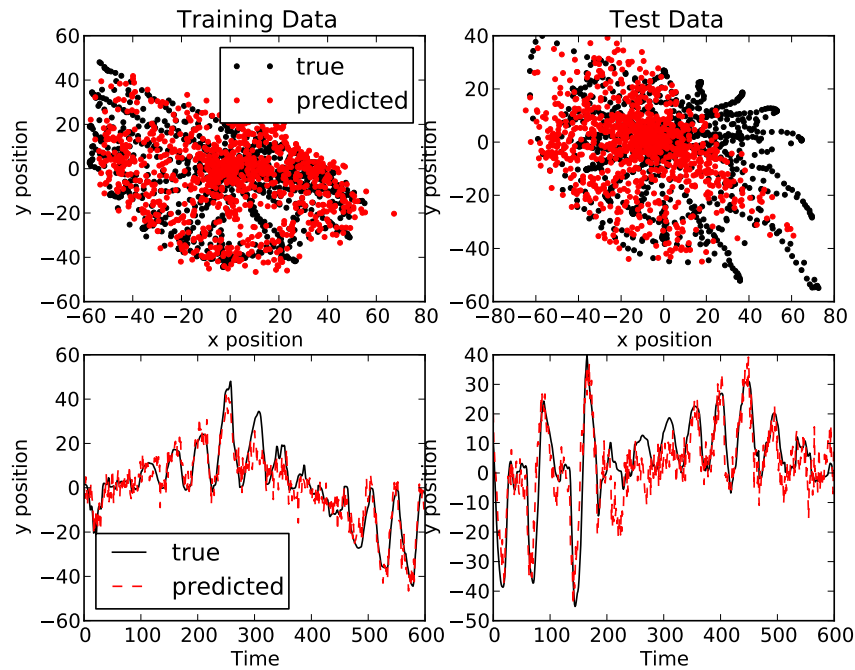 Training Data
Test Data
true
predicted
y position
60
40
20
0
−20
−40
−60
−60 −40 −20 0 20 40 60 80
x position
y position
40
20
0
−20
−40
−60
−80 −60 −40 −20 0 20 40 60 80
x position
y position
60
40
20
0
−20
−40
−60
true
predicted
0 100 200 300 400 500 600
Time
y position
40
30
20
10
0
−10
−20
−30
−40
−50
0 100 200 300 400 500 600
Time